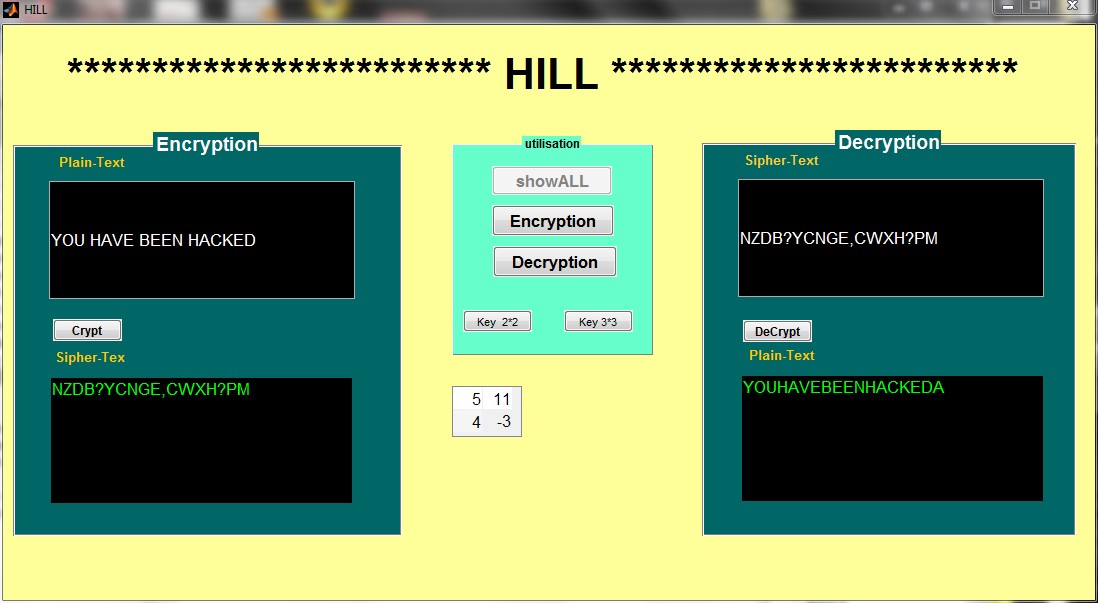 HILL
************************* HILL ************************
Encryption
Plain-Text
YOU HAVE BEEN HACKED
Crypt
Sipher-Tex
NZDB?YCNGE,CWXH?PM
utilisation
showALL
Encryption
Decryption
Key 2*2 Key 3*3
5 11
4 -3
Decryption
Sipher-Text
NZDB?YCNGE,CWXH?PM
DeCrypt
Plain-Text
YOUHAVEBEENHACKEDA